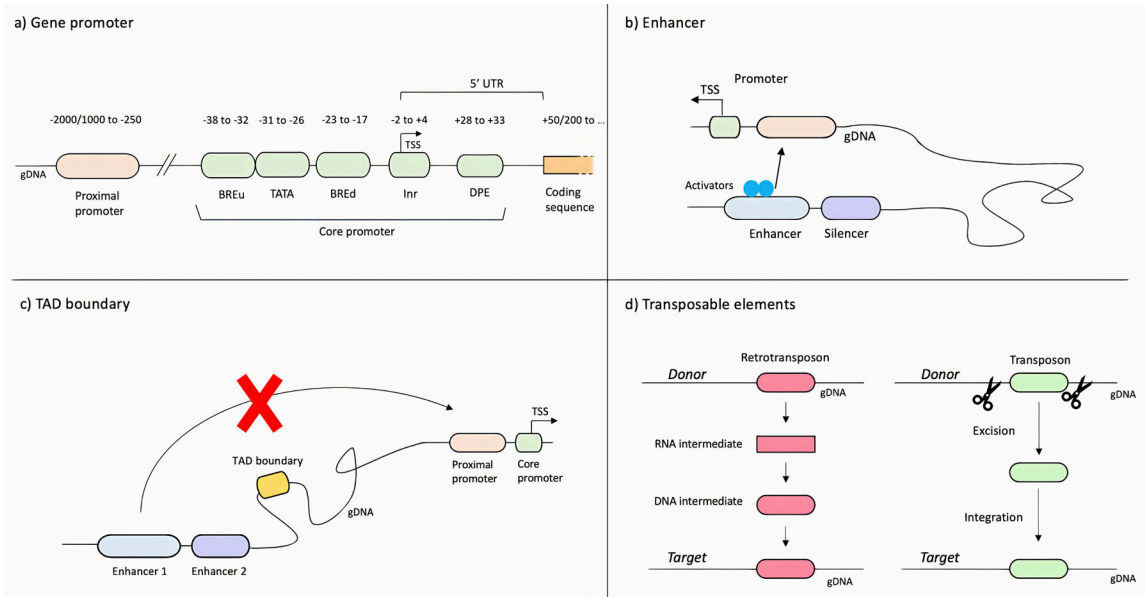 a) Gene promoter
5' UTR
-2000/1000 to -250
-38 to -32
-31 to -26
-23 to -17
-2 to +4
+28 to +33
+50/200 to ...
TSS
gDNA
Proximal
promoter
BREu
TATA
BREd
Inr
DPE
Coding
sequence
Core promoter
b) Enhancer
Promoter
TSS
gDNA
Activators
Enhancer
Silencer
c) TAD boundary
TSS
Proximal
promoter
Core
promoter
TAD boundary
gDNA
Enhancer 1
Enhancer 2
d) Transposable elements
Retrotransposon
Donor
gDNA
RNA intermediate
DNA intermediate
Target
gDNA
Transposon
Donor
gDNA
Excision
Integration
Target
gDNA